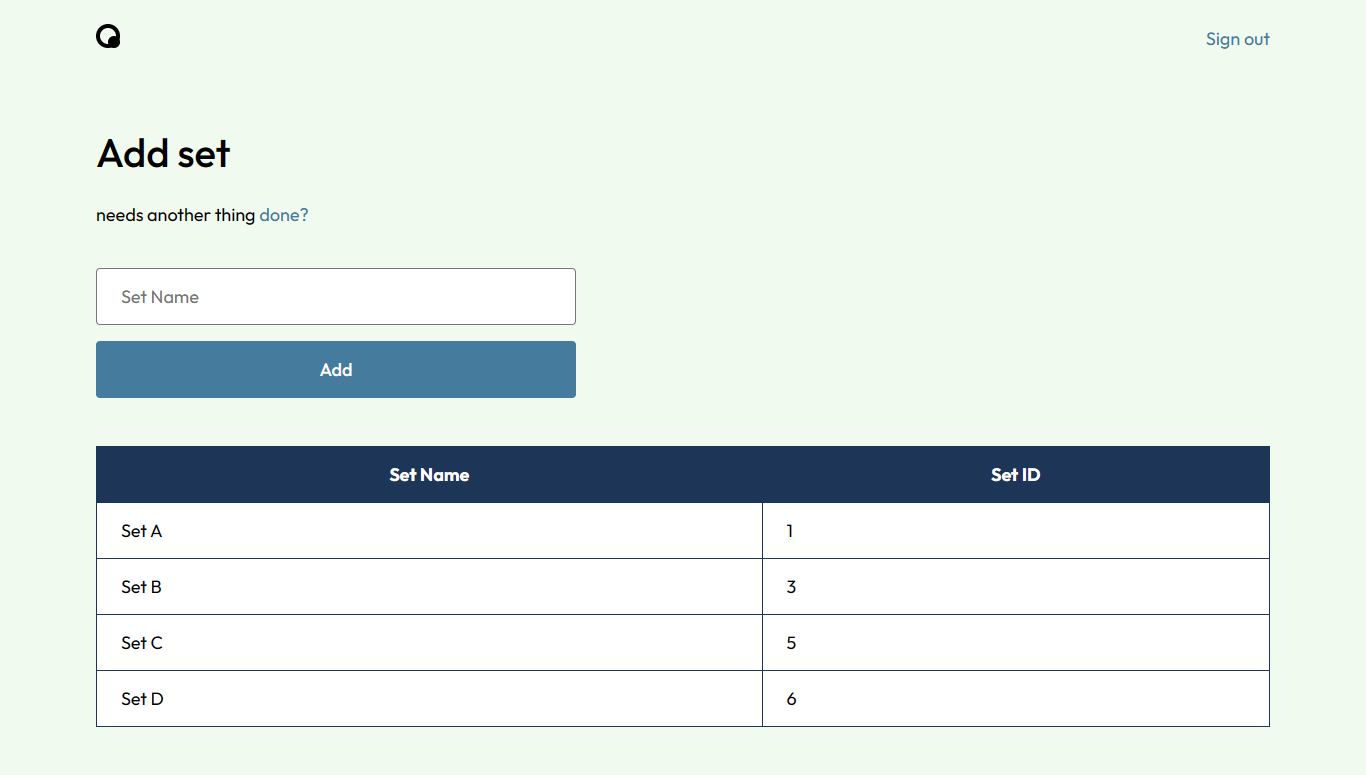 Sign out
Add set
needs another thing done?
Set Name
Add
Set Name Set ID
Set A 1
Set B 3
Set C 5
Set D 6